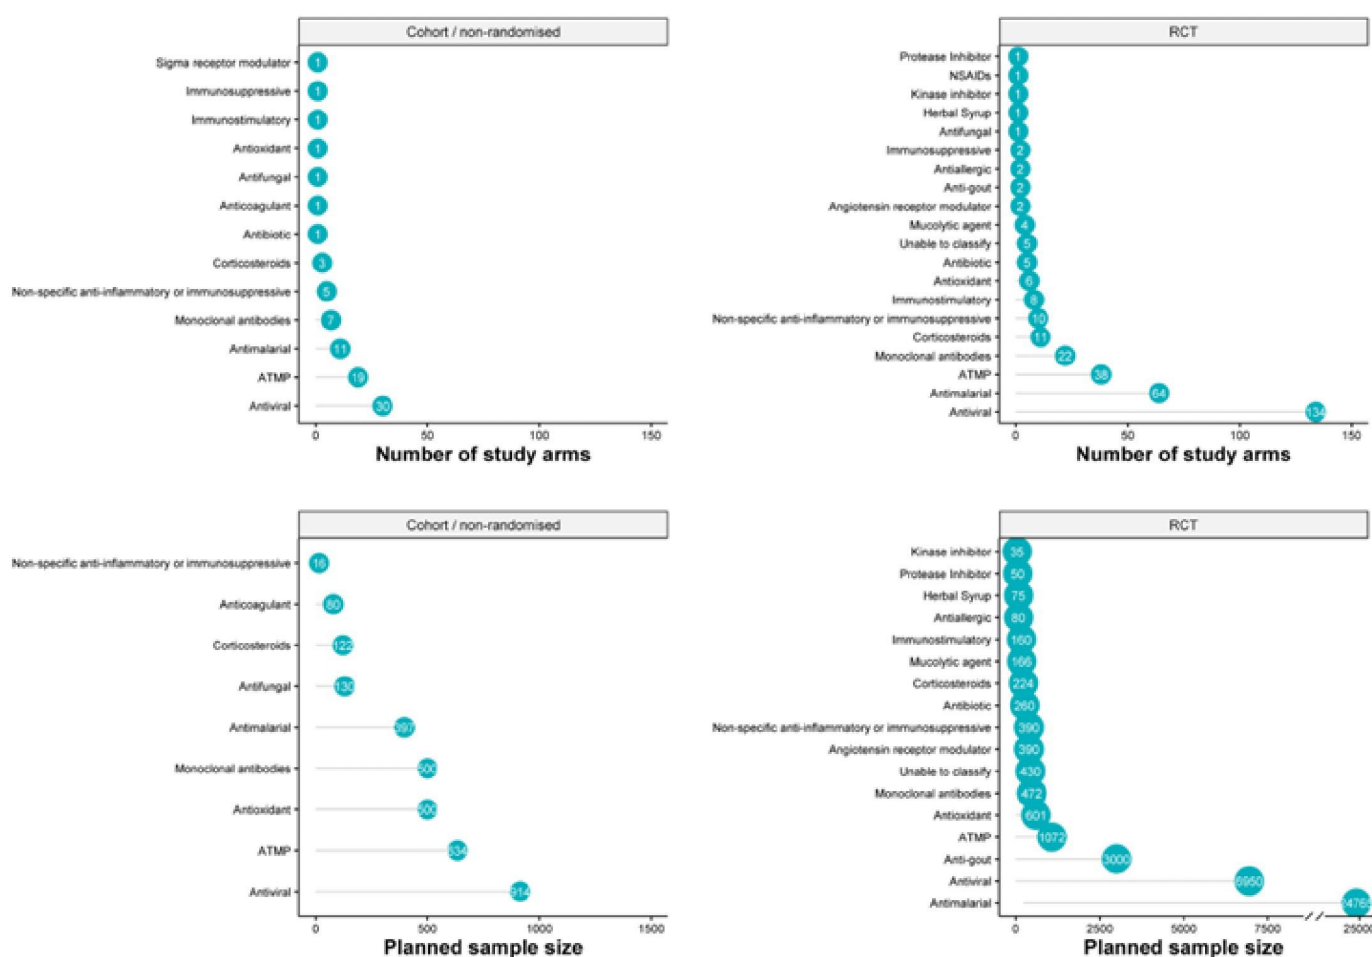 Cohort / non-randomised
Sigma receptor modulator 1
Immunosuppressive 1
Immunostimulatory 1
Antioxidant 1
Antifungal 1
Anticoagulant 1
Antibiotic 1
Corticosteroids 3
Non-specific anti-inflammatory or immunosuppressive 5
Monoclonal antibodies 7
Antimalarial 11
ATMP 19
Antiviral 30
0 50 100 150
Number of study arms
RCT
Protease Inhibitor 1
NSAIDs 1
Kinase inhibitor 1
Herbal Syrup 1
Antifungal 1
Immunosuppressive 2
Antiallergic 2
Anti-gout 2
Angiotensin receptor modulator 2
Mucolytic agent 4
Unable to classify 5
Antibiotic 5
Antioxidant 6
Immunostimulatory 8
Non-specific anti-inflammatory or immunosuppressive 10
Corticosteroids 11
Monoclonal antibodies 22
ATMP 38
Antimalarial 64
Antiviral 134
0 50 100 150
Number of study arms
Cohort / non-randomised
Non-specific anti-inflammatory or immunosuppressive 16
Anticoagulant 80
Corticosteroids 122
Antifungal 130
Antimalarial 397
Monoclonal antibodies 500
Antioxidant 500
ATMP 634
Antiviral 914
0 500 1000
Planned sample size
RCT
Kinase inhibitor 35
Protease Inhibitor 50
Herbal Syrup 75
Antiallergic 80
Immunostimulatory 160
Mucolytic agent 166
Corticosteroids 224
Antibiotic 260
Non-specific anti-inflammatory or immunosuppressive 390
Angiotensin receptor modulator 390
Unable to classify 430
Monoclonal antibodies 472
Antioxidant 601
ATMP 1072
Anti-gout 3000
Antiviral 6950
Antimalarial 24765
0 2500 5000 7500 // 25000
Planned sample size